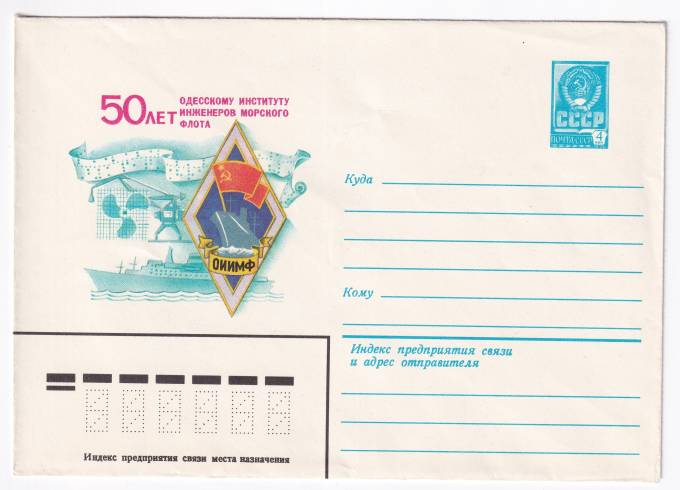 50 ЛЕТ
ОДЕССКОМУ ИНСТИТУТУ
ИНЖЕНЕРОВ МОРСКОГО
ФЛОТА
ОИИМФ
СССР
ПОЧТА СССР
4
Куда
Кому
Индекс предприятия связи
и адрес отправителя
Индекс предприятия связи места назначения